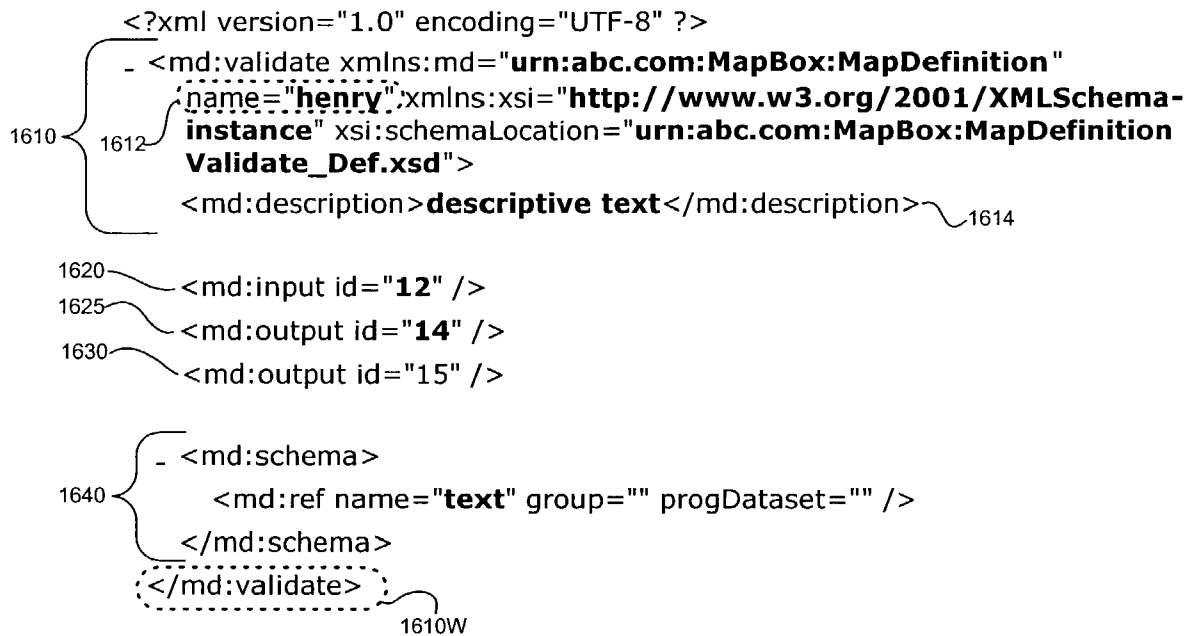 <?xml version="1.0" encoding="UTF-8" ?>
- <md:validate xmlns:md="urn:abc.com:MapBox:MapDefinition"
name="henry" xmlns:xsi="http://www.w3.org/2001/XMLSchema-
1610
1612
instance" xsi:schemaLocation="urn:abc.com:MapBox:MapDefinition
Validate_Def.xsd">
<md:description>descriptive text</md:description>
1614
1620
<md:input id="12" />
1625
<md:output id="14" />
1630
<md:output id="15" />
- <md:schema>
1640
<md:ref name="text" group="" progDataset="" />
</md:schema>
</md:validate>
1610W